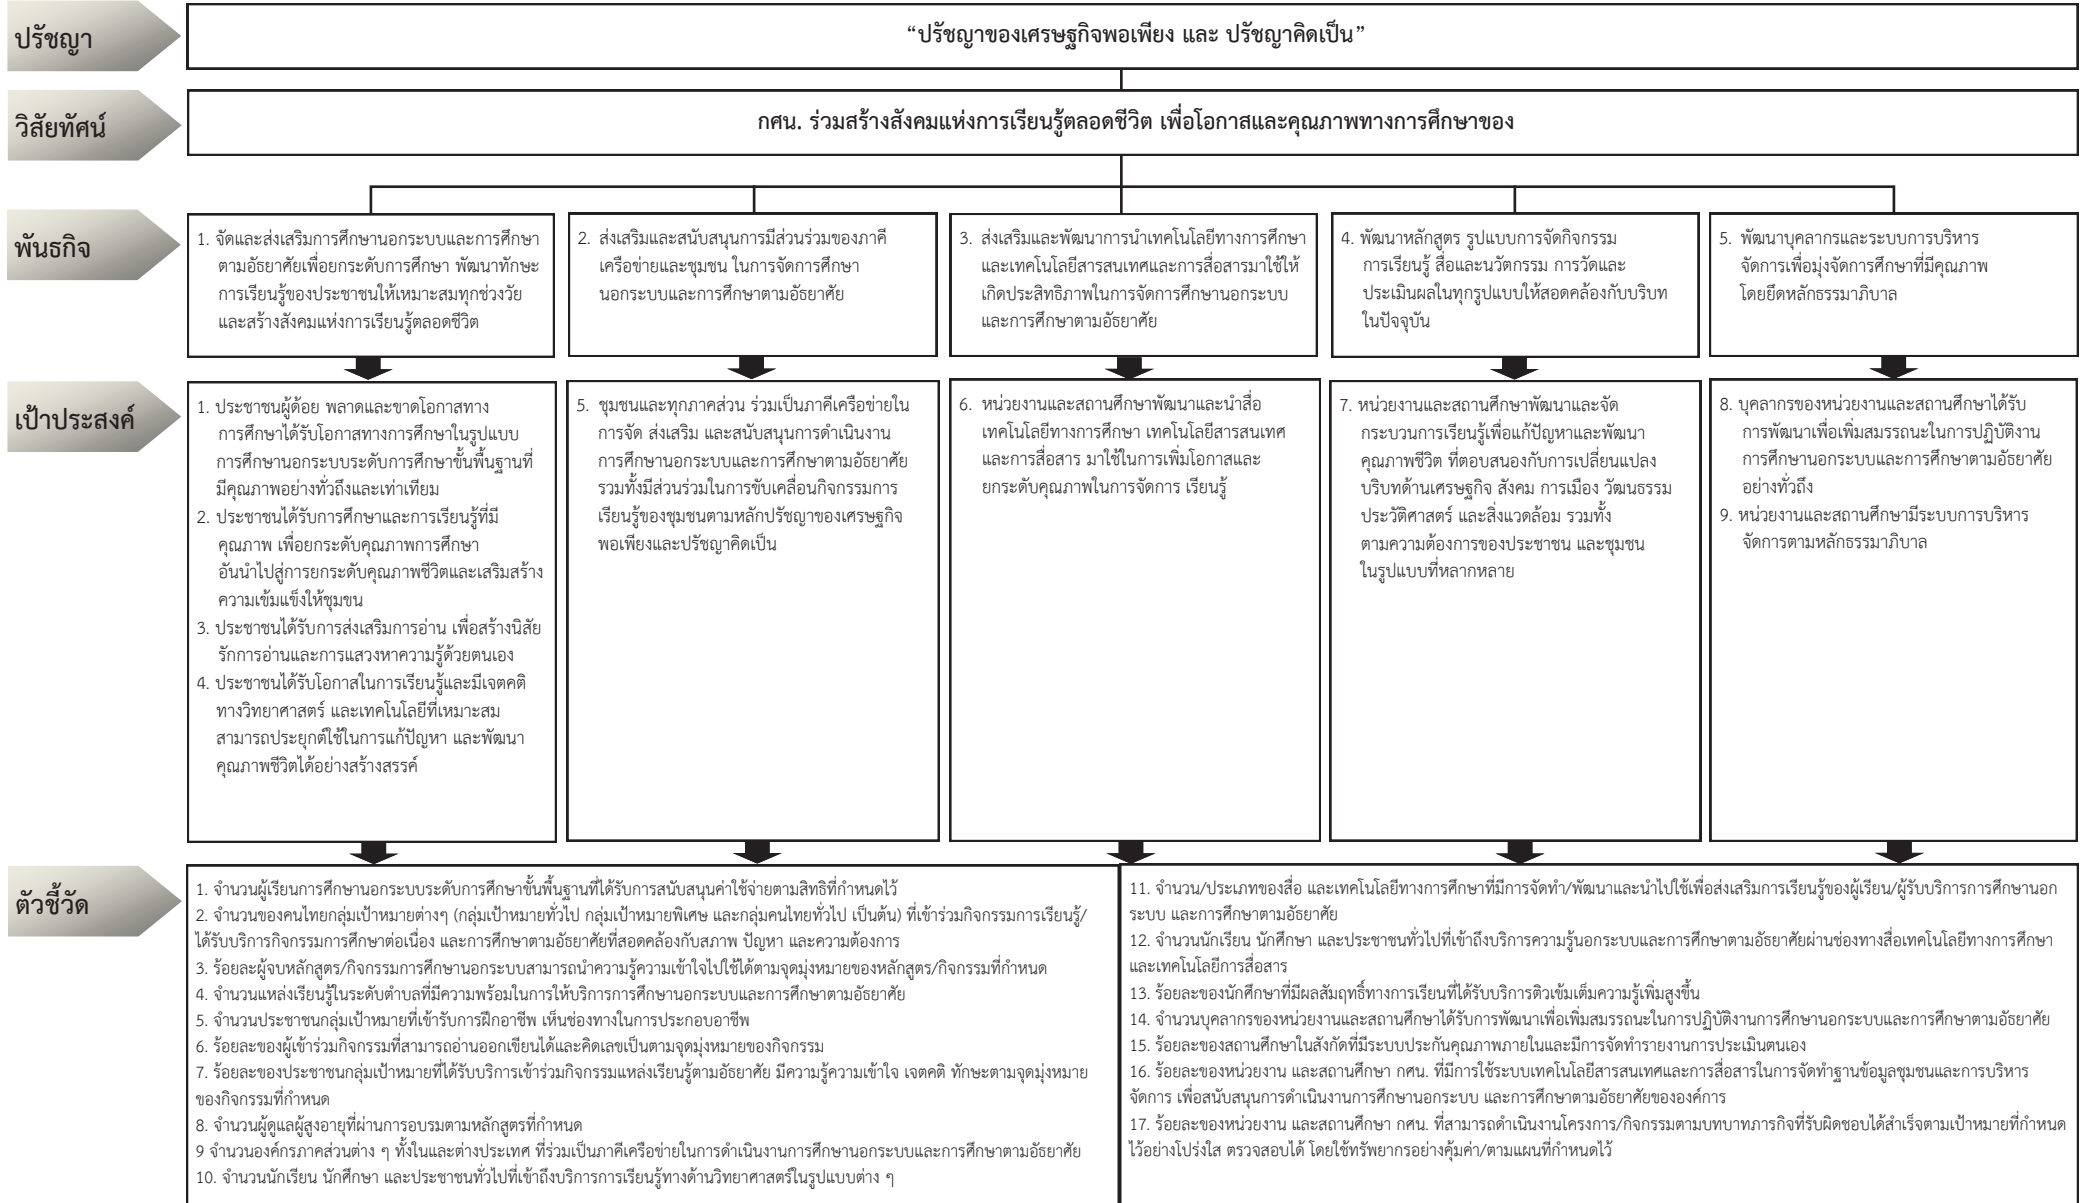 ปรัชญา
“ปรัชญาของเศรษฐกิจพอเพียง และ ปรัชญาคิดเป็น”
วิสัยทัศน์
กศน. ร่วมสร้างสังคมแห่งการเรียนรู้ตลอดชีวิต เพื่อโอกาสและคุณภาพทางการศึกษาของ
พันธกิจ
1. จัดและส่งเสริมการศึกษานอกระบบและการศึกษา
ตามอัธยาศัยเพื่อยกระดับการศึกษา พัฒนาทักษะ
การเรียนรู้ของประชาชนให้เหมาะสมทุกช่วงวัย
และสร้างสังคมแห่งการเรียนรู้ตลอดชีวิต
2. ส่งเสริมและสนับสนุนการมีส่วนร่วมของภาคี
เครือข่ายและชุมชน ในการจัดการศึกษา
นอกระบบและการศึกษาตามอัธยาศัย
3. ส่งเสริมและพัฒนาการนำเทคโนโลยีทางการศึกษา
และเทคโนโลยีสารสนเทศและการสื่อสารมาใช้ให้
เกิดประสิทธิภาพในการจัดการศึกษานอกระบบ
และการศึกษาตามอัธยาศัย
4. พัฒนาหลักสูตร รูปแบบการจัดกิจกรรม
การเรียนรู้ สื่อและนวัตกรรม การวัดและ
ประเมินผลในทุกรูปแบบให้สอดคล้องกับบริบท
ในปัจจุบัน
5. พัฒนาบุคลากรและระบบการบริหาร
จัดการเพื่อมุ่งจัดการศึกษาที่มีคุณภาพ
โดยยึดหลักธรรมาภิบาล
เป้าประสงค์
1. ประชาชนผู้ด้อย พลาดและขาดโอกาสทาง
การศึกษาได้รับโอกาสทางการศึกษาในรูปแบบ
การศึกษานอกระบบระดับการศึกษาขั้นพื้นฐานที่
มีคุณภาพอย่างทั่วถึงและเท่าเทียม
2. ประชาชนได้รับการศึกษาและการเรียนรู้ที่มี
คุณภาพ เพื่อยกระดับคุณภาพการศึกษา
อันนำไปสู่การยกระดับคุณภาพชีวิตและเสริมสร้าง
ความเข้มแข็งให้ชุมขน
3. ประชาชนได้รับการส่งเสริมการอ่าน เพื่อสร้างนิสัย
รักการอ่านและการแสวงหาความรู้ด้วยตนเอง
4. ประชาชนได้รับโอกาสในการเรียนรู้และมีเจตคติ
ทางวิทยาศาสตร์ และเทคโนโลยีที่เหมาะสม
สามารถประยุกต์ใช้ในการแก้ปัญหา และพัฒนา
คุณภาพชีวิตได้อย่างสร้างสรรค์
5. ชุมชนและทุกภาคส่วน ร่วมเป็นภาคีเครือข่ายใน
การจัด ส่งเสริม และสนับสนุนการดำเนินงาน
การศึกษานอกระบบและการศึกษาตามอัธยาศัย
รวมทั้งมีส่วนร่วมในการขับเคลื่อนกิจกรรมการ
เรียนรู้ของชุมชนตามหลักปรัชญาของเศรษฐกิจ
พอเพียงและปรัชญาคิดเป็น
6. หน่วยงานและสถานศึกษาพัฒนาและนำสื่อ
เทคโนโลยีทางการศึกษา เทคโนโลยีสารสนเทศ
และการสื่อสาร มาใช้ในการเพิ่มโอกาสและ
ยกระดับคุณภาพในการจัดการ เรียนรู้
7. หน่วยงานและสถานศึกษาพัฒนาและจัด
กระบวนการเรียนรู้เพื่อแก้ปัญหาและพัฒนา
คุณภาพชีวิต ที่ตอบสนองกับการเปลี่ยนแปลง
บริบทด้านเศรษฐกิจ สังคม การเมือง วัฒนธรรม
ประวัติศาสตร์ และสิ่งแวดล้อม รวมทั้ง
ตามความต้องการของประชาชน และชุมชน
ในรูปแบบที่หลากหลาย
8. บุคลากรของหน่วยงานและสถานศึกษาได้รับ
การพัฒนาเพื่อเพิ่มสมรรถนะในการปฏิบัติงาน
การศึกษานอกระบบและการศึกษาตามอัธยาศัย
อย่างทั่วถึง
9. หน่วยงานและสถานศึกษามีระบบการบริหาร
จัดการตามหลักธรรมาภิบาล
ตัวชี้วัด
1. จำนวนผู้เรียนการศึกษานอกระบบระดับการศึกษาขั้นพื้นฐานที่ได้รับการสนับสนุนค่าใช้จ่ายตามสิทธิที่กำหนดไว้
2. จำนวนของคนไทยกลุ่มเป้าหมายต่างๆ (กลุ่มเป้าหมายทั่วไป กลุ่มเป้าหมายพิเศษ และกลุ่มคนไทยทั่วไป เป็นต้น) ที่เข้าร่วมกิจกรรมการเรียนรู้/
ได้รับบริการกิจกรรมการศึกษาต่อเนื่อง และการศึกษาตามอัธยาศัยที่สอดคล้องกับสภาพ ปัญหา และความต้องการ
3. ร้อยละผู้จบหลักสูตร/กิจกรรมการศึกษานอกระบบสามารถนำความรู้ความเข้าใจไปใช้ได้ตามจุดมุ่งหมายของหลักสูตร/กิจกรรมที่กำหนด
4. จำนวนแหล่งเรียนรู้ในระดับตำบลที่มีความพร้อมในการให้บริการการศึกษานอกระบบและการศึกษาตามอัธยาศัย
5. จำนวนประชาชนกลุ่มเป้าหมายที่เข้ารับการฝึกอาชีพ เห็นช่องทางในการประกอบอาชีพ
6. ร้อยละของผู้เข้าร่วมกิจกรรมที่สามารถอ่านออกเขียนได้และคิดเลขเป็นตามจุดมุ่งหมายของกิจกรรม
7. ร้อยละของประชาชนกลุ่มเป้าหมายที่ได้รับบริการเข้าร่วมกิจกรรมแหล่งเรียนรู้ตามอัธยาศัย มีความรู้ความเข้าใจ เจตคติ ทักษะตามจุดมุ่งหมาย
ของกิจกรรมที่กำหนด
8. จำนวนผู้ดูแลผู้สูงอายุที่ผ่านการอบรมตามหลักสูตรที่กำหนด
9 จำนวนองค์กรภาคส่วนต่าง ๆ ทั้งในและต่างประเทศ ที่ร่วมเป็นภาคีเครือข่ายในการดำเนินงานการศึกษานอกระบบและการศึกษาตามอัธยาศัย
10. จำนวนนักเรียน นักศึกษา และประชาชนทั่วไปที่เข้าถึงบริการการเรียนรู้ทางด้านวิทยาศาสตร์ในรูปแบบต่าง ๆ
11. จำนวน/ประเภทของสื่อ และเทคโนโลยีทางการศึกษาที่มีการจัดทำ/พัฒนาและนำไปใช้เพื่อส่งเสริมการเรียนรู้ของผู้เรียน/ผู้รับบริการการศึกษานอก
ระบบ และการศึกษาตามอัธยาศัย
12. จำนวนนักเรียน นักศึกษา และประชาชนทั่วไปที่เข้าถึงบริการความรู้นอกระบบและการศึกษาตามอัธยาศัยผ่านช่องทางสื่อเทคโนโลยีทางการศึกษา
และเทคโนโลยีการสื่อสาร
13. ร้อยละของนักศึกษาที่มีผลสัมฤทธิ์ทางการเรียนที่ได้รับบริการติวเข้มเต็มความรู้เพิ่มสูงขึ้น
14. จำนวนบุคลากรของหน่วยงานและสถานศึกษาได้รับการพัฒนาเพื่อเพิ่มสมรรถนะในการปฏิบัติงานการศึกษานอกระบบและการศึกษาตามอัธยาศัย
15. ร้อยละของสถานศึกษาในสังกัดที่มีระบบประกันคุณภาพภายในและมีการจัดทำรายงานการประเมินตนเอง
16. ร้อยละของหน่วยงาน และสถานศึกษา กศน. ที่มีการใช้ระบบเทคโนโลยีสารสนเทศและการสื่อสารในการจัดทำฐานข้อมูลชุมชนและการบริหาร
จัดการ เพื่อสนับสนุนการดำเนินงานการศึกษานอกระบบ และการศึกษาตามอัธยาศัยขององค์การ
17. ร้อยละของหน่วยงาน และสถานศึกษา กศน. ที่สามารถดำเนินงานโครงการ/กิจกรรมตามบทบาทภารกิจที่รับผิดชอบได้สำเร็จตามเป้าหมายที่กำหนด
ไว้อย่างโปร่งใส ตรวจสอบได้ โดยใช้ทรัพยากรอย่างคุ้มค่า/ตามแผนที่กำหนดไว้